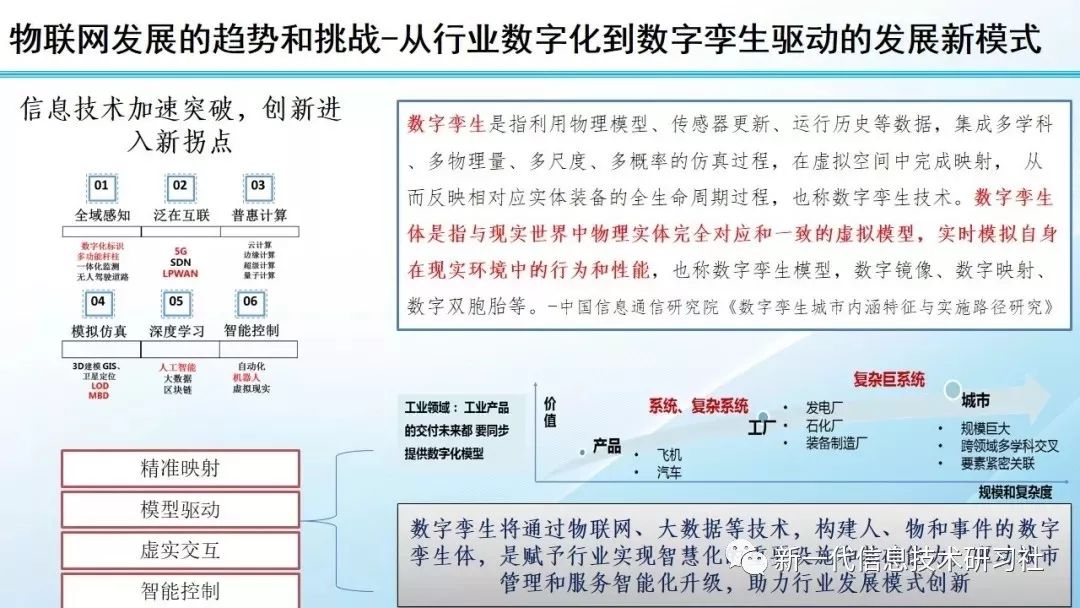 物联网发展的趋势和挑战-从行业数字化到数字孪生驱动的发展新模式
信息技术加速突破，创新进
入新拐点
01 02 03
全域感知 泛在互联 普惠计算
数字化标识
多功能杆柱
一体化监测
无人驾驶道路
5G
SDN
LPWAN
云计算
边缘计算
超级计算
量子计算
04 05 06
模拟仿真 深度学习 智能控制
3D建模 GIS、
卫星定位
LOD
MBD
人工智能
大数据
区块链
自动化
机器人
虚拟现实
精准映射
模型驱动
虚实交互
智能控制
数字孪生是指利用物理模型、传感器更新、运行历史等数据，集成多学科
、多物理量、多尺度、多概率的仿真过程，在虚拟空间中完成映射， 从
而反映相对应实体装备的全生命周期过程，也称数字孪生技术。数字孪生
体是指与现实世界中物理实体完全对应和一致的虚拟模型，实时模拟自身
在现实环境中的行为和性能，也称数字孪生模型，数字镜像、数字映射、
数字双胞胎等。-中国信息通信研究院《数字孪生城市内涵特征与实施路径研究》
工业领域：工业产品
的交付未来都 要同步
提供数字化模型
价值
产品
• 飞机
• 汽车
系统、复杂系统
工厂
• 发电厂
• 石化厂
• 装备制造厂
复杂巨系统
城市
• 规模巨大
• 跨领域多学科交叉
• 要素紧密关联
规模和复杂度
数字孪生将通过物联网、大数据等技术，构建人、物和事件的数字
孪生体，是赋予行业实现智慧化的重要设施和
管理和服务智能化升级，助力行业发展模式创新
新一代信息技术研习社